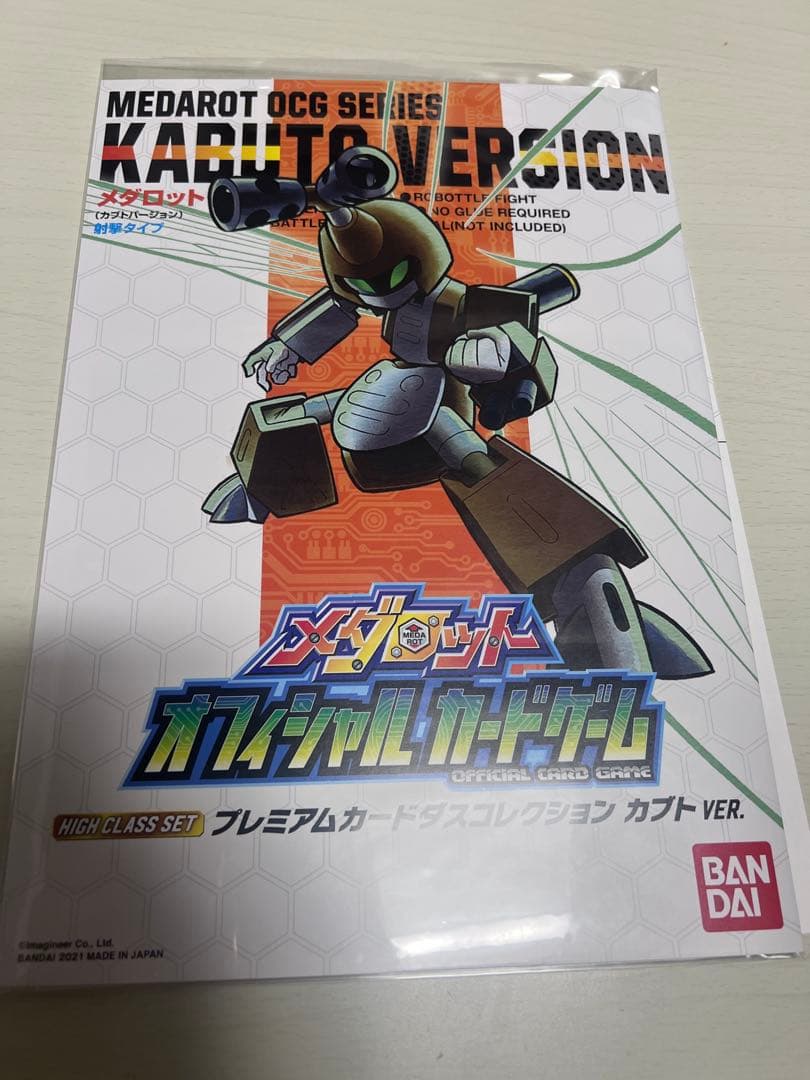 MEDAROT OCG SERIES
KABUTO VERSION
メダロット
(カブトバージョン)
射撃タイプ
ROBOTTLE FIGHT
NO GLUE REQUIRED
BATTLE
(NOT INCLUDED)
メダロット
MEDA
ROT
オフィシャル カードゲーム
OFFICIAL CARD GAME
HIGH CLASS SET プレミアムカードダスコレクション カブト VER.
BAN
DAI
©Imagineer Co., Ltd.
BANDAI 2021 MADE IN JAPAN